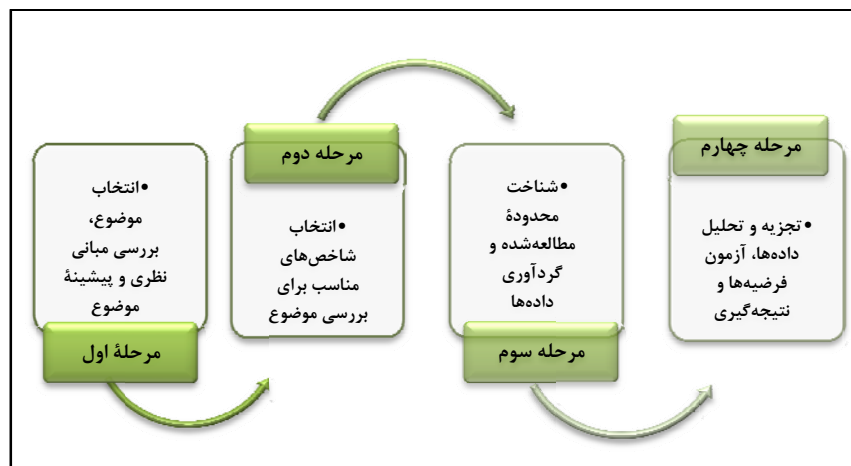 •انتخاب
موضوع،
بررسی مبانی
نظری و پیشینهٔ
موضوع
مرحلهٔ اول
مرحله دوم
•انتخاب
شاخص‌های
مناسب برای
بررسی موضوع
•شناخت
محدودهٔ
مطالعه‌شده و
گردآوری
داده‌ها
مرحله سوم
مرحله چهارم
•تجزیه و تحلیل
داده‌ها، آزمون
فرضیه‌ها و
نتیجه‌گیری